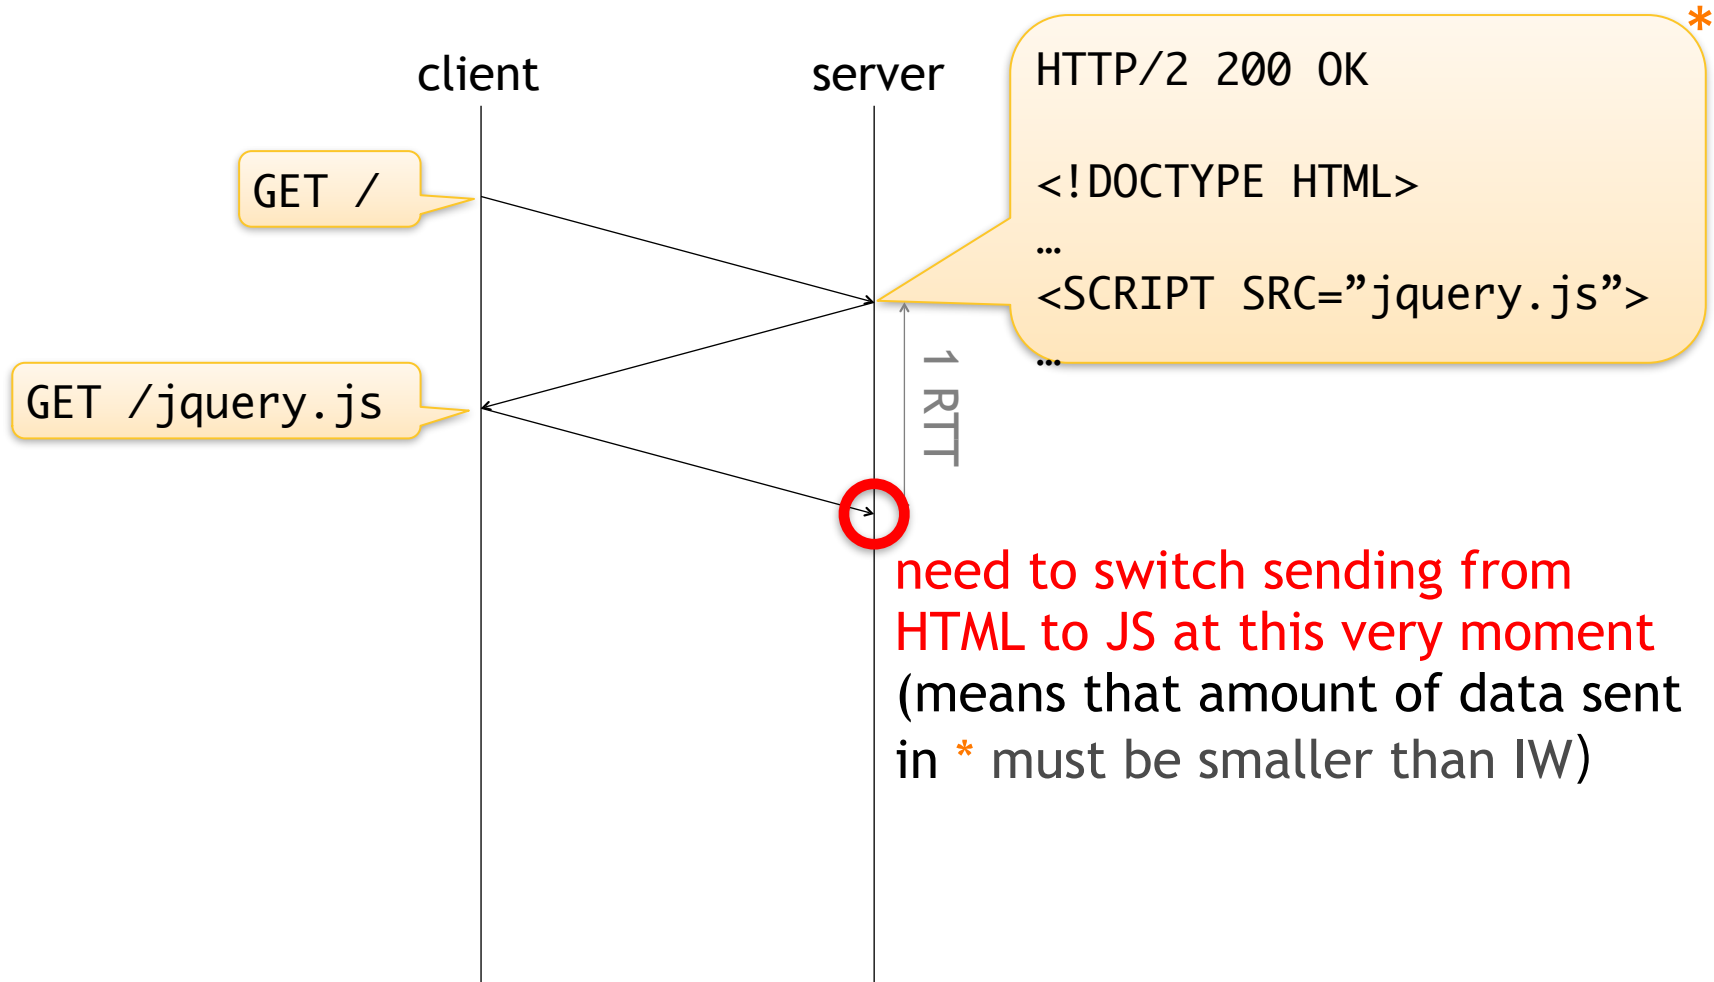 client
server
*
HTTP/2 200 OK
<!DOCTYPE HTML>
…
<SCRIPT SRC=”jquery.js”>
…
GET /
1 RTT
GET /jquery.js
need to switch sending from
HTML to JS at this very moment
(means that amount of data sent
in * must be smaller than IW)